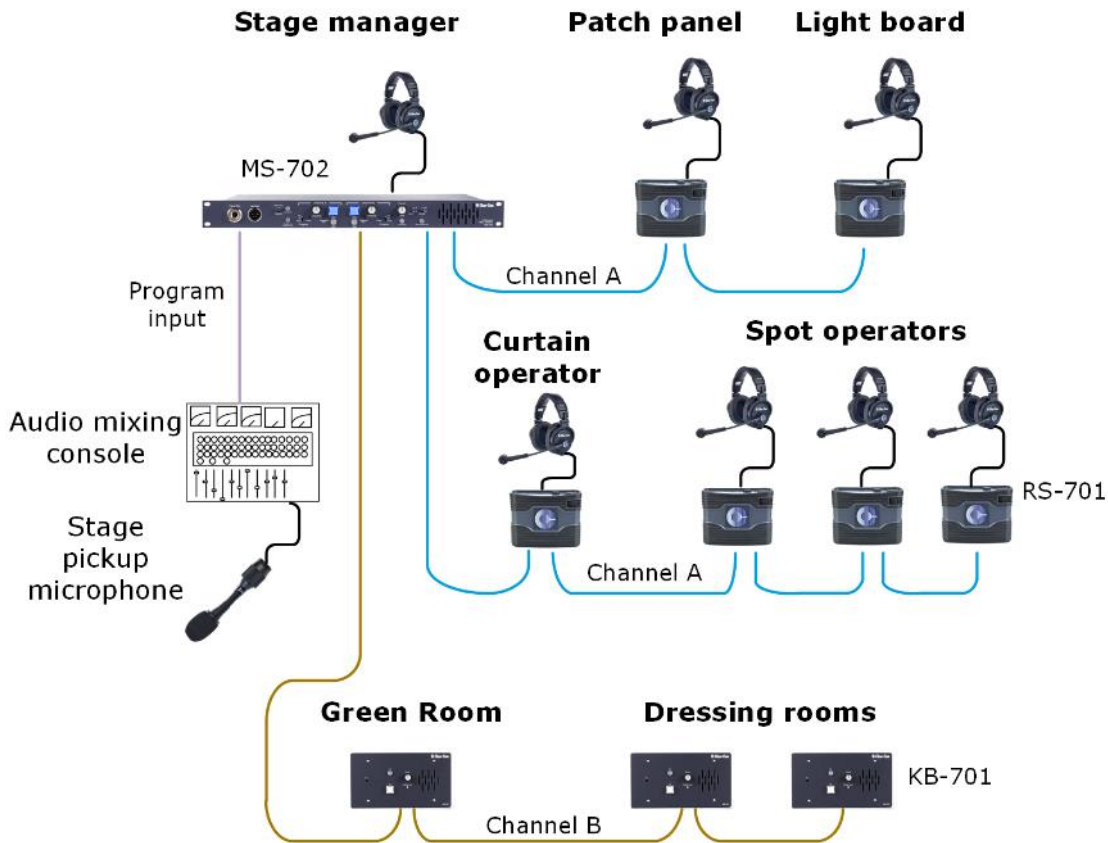 Stage manager
Patch panel
Light board
MS-702
Channel A
Program
input
Curtain
operator
Spot operators
Audio mixing
console
RS-701
Stage
pickup
microphone
Channel A
Green Room
Dressing rooms
KB-701
Channel B